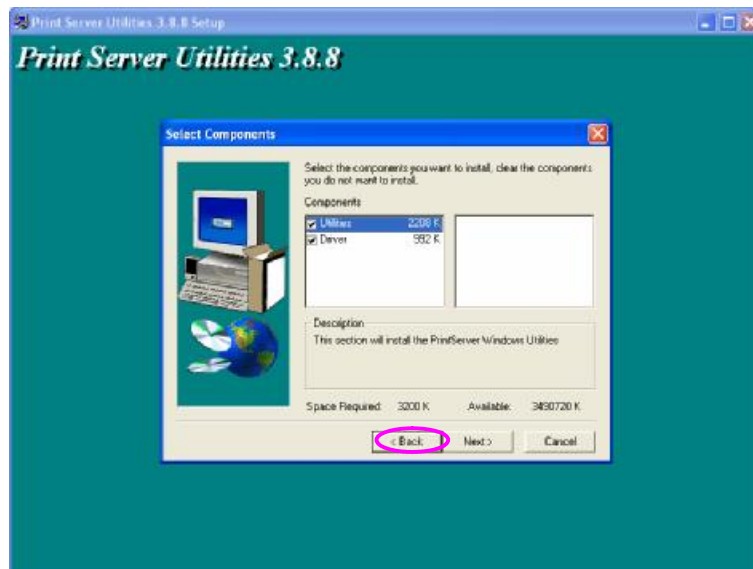 Print Server Utilities 3.8.8 Setup
Print Server Utilities 3.8.8
Select Components
Select the components you want to install, clear the components
you do not want to install.
Components
Utilities 2208 K
Driver 992 K
Description
This section will install the PrintServer Windows Utilities
Space Required: 3200 K Available: 3490720 K
< Back Next > Cancel